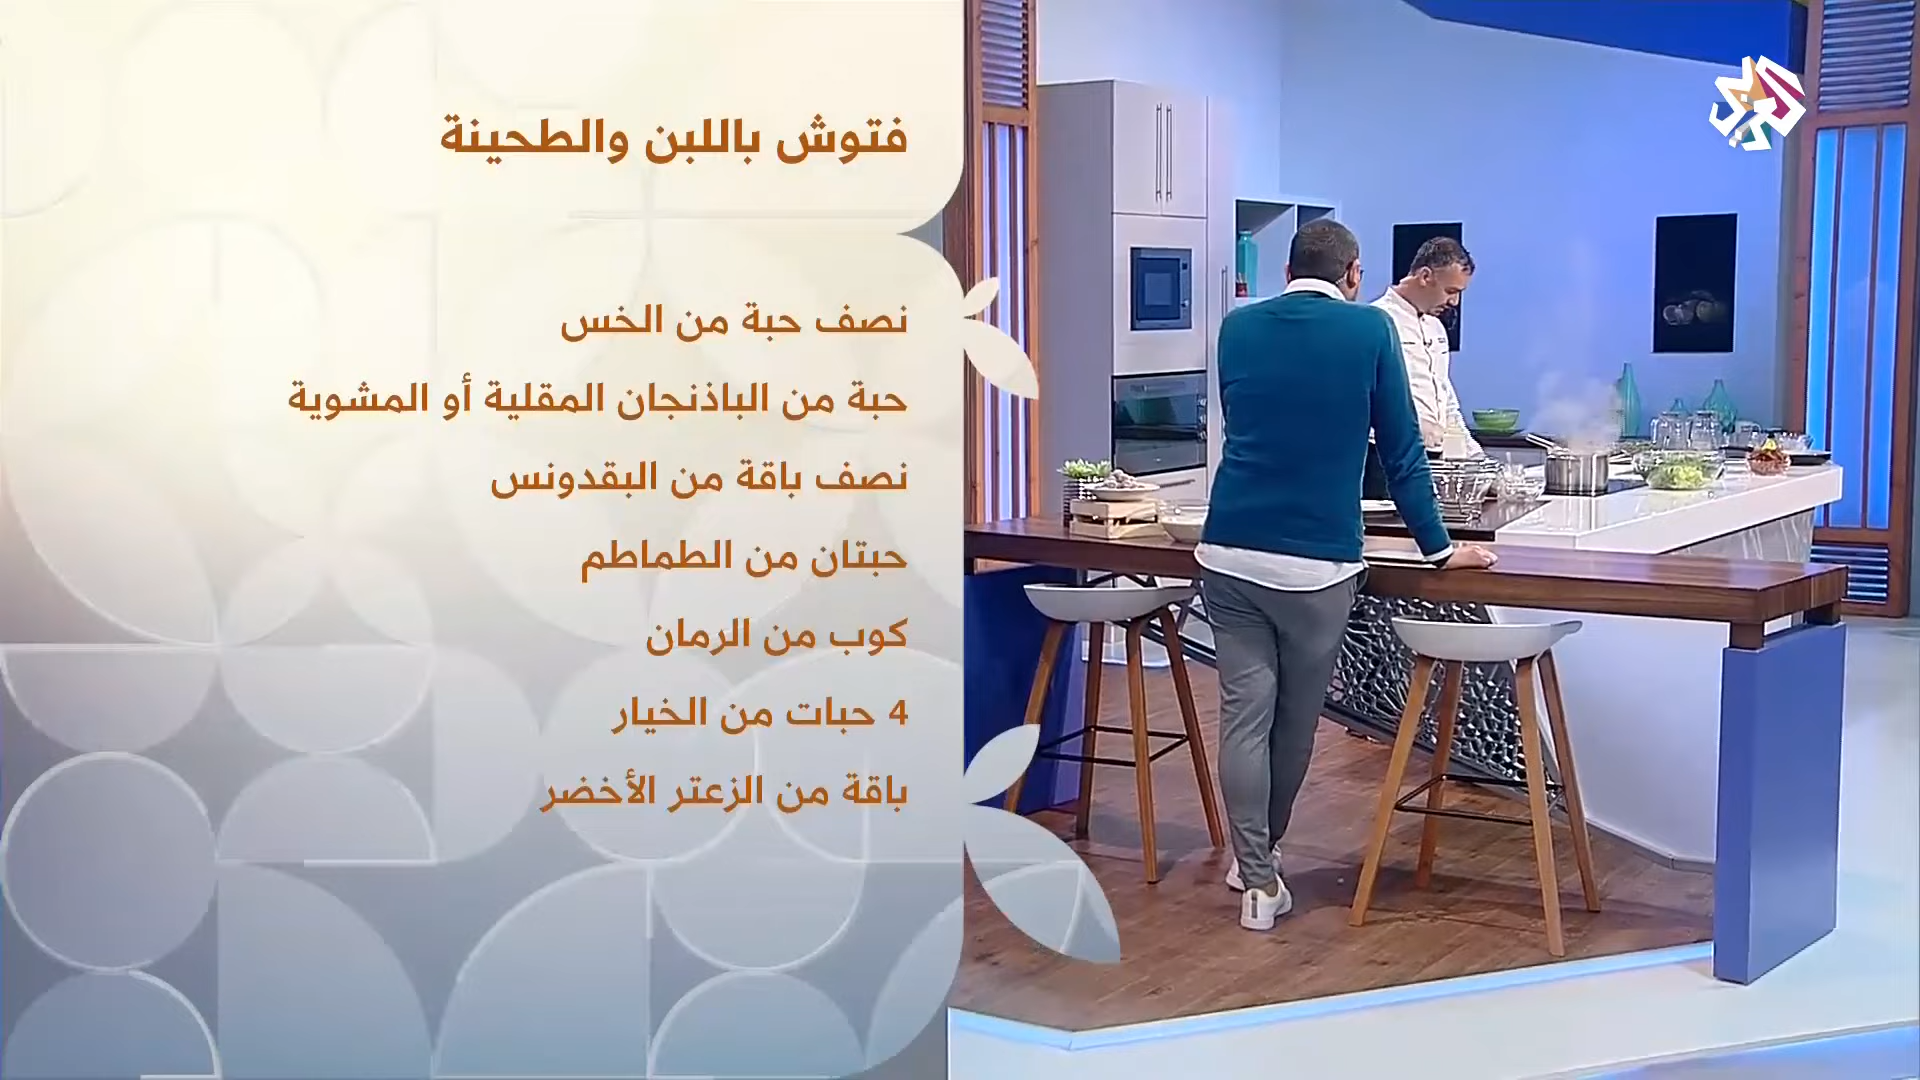 فتوش باللبن والطحينة
نصف حبة من الخس
حبة من الباذنجان المقلية أو المشوية
نصف باقة من البقدونس
حبتان من الطماطم
كوب من الرمان
4 حبات من الخيار
باقة من الزعتر الأخضر